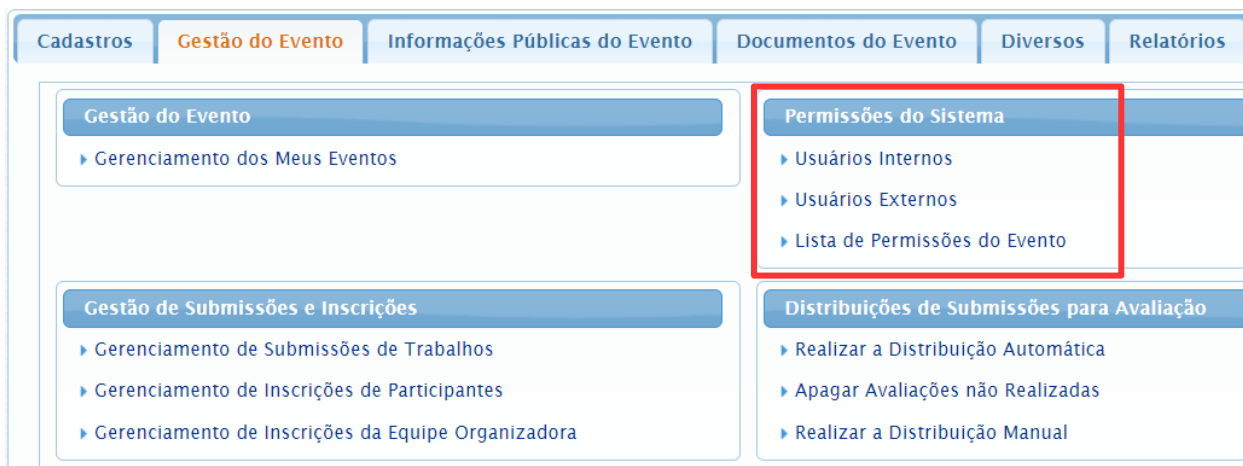 Cadastros
Gestão do Evento
Informações Públicas do Evento
Documentos do Evento
Diversos
Relatórios
Gestão do Evento
Gerenciamento dos Meus Eventos
Permissões do Sistema
Usuários Internos
Usuários Externos
Lista de Permissões do Evento
Gestão de Submissões e Inscrições
Gerenciamento de Submissões de Trabalhos
Gerenciamento de Inscrições de Participantes
Gerenciamento de Inscrições da Equipe Organizadora
Distribuições de Submissões para Avaliação
Realizar a Distribuição Automática
Apagar Avaliações não Realizadas
Realizar a Distribuição Manual